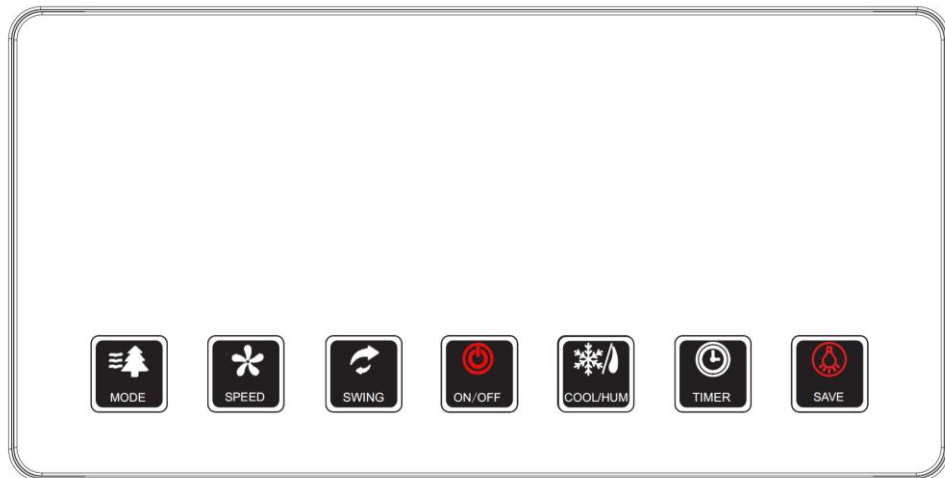 MODE
SPEED
SWING
ON/OFF
COOL/HUM
TIMER
SAVE